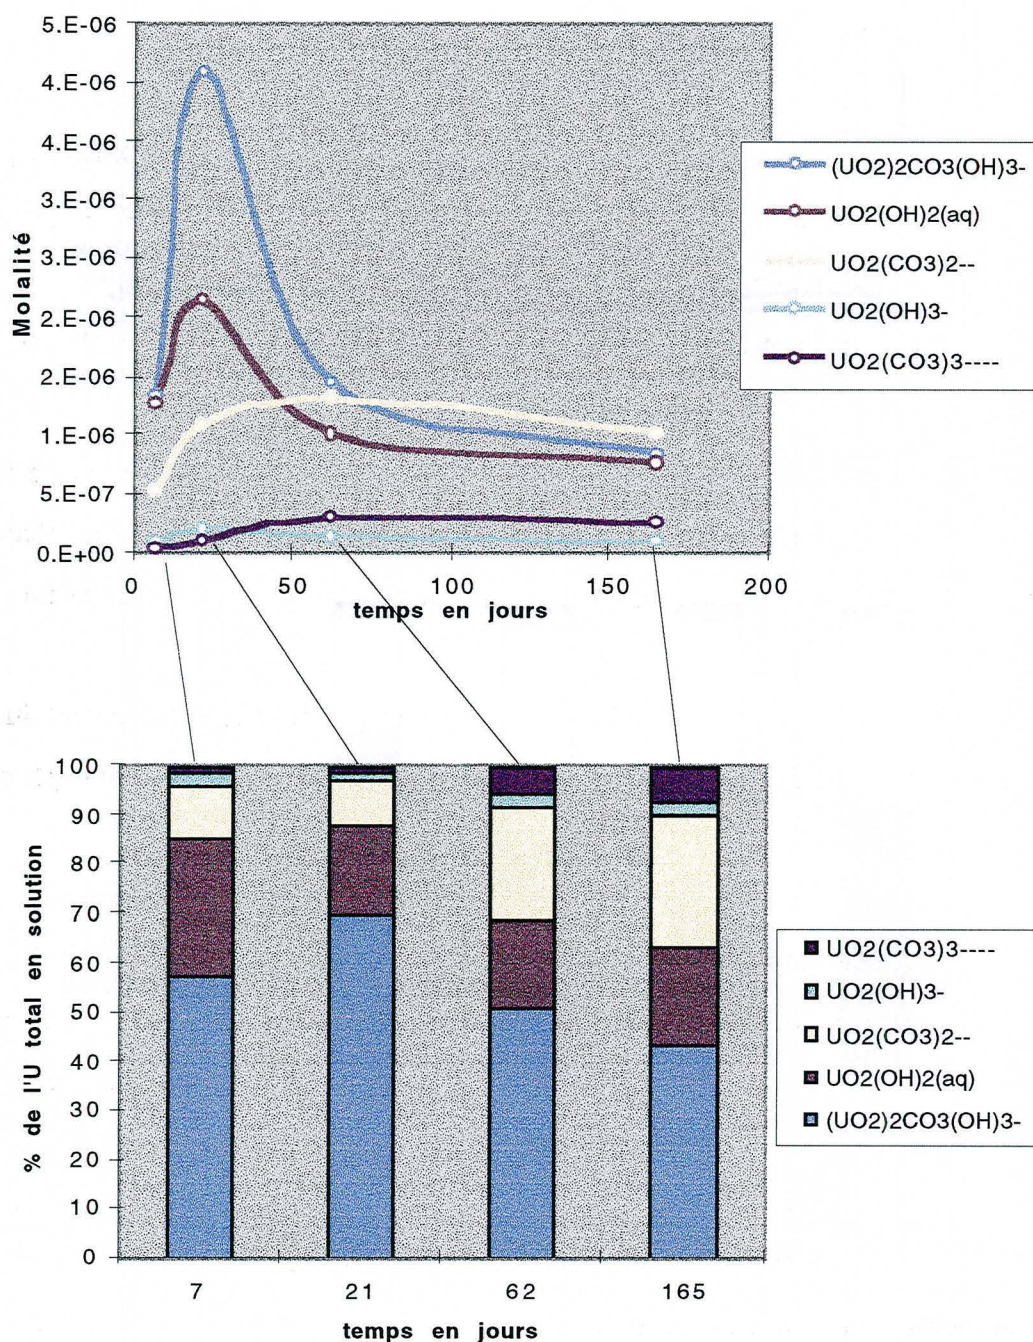 5.E-06
4.E-06
4.E-06
3.E-06
3.E-06
2.E-06
2.E-06
1.E-06
5.E-07
0.E+00
Molalité
0 50 100 150 200
temps en jours
(UO2)2CO3(OH)3-
UO2(OH)2(aq)
UO2(CO3)2--
UO2(OH)3-
UO2(CO3)3----
100
90
80
70
60
50
40
30
20
10
0
% de l'U total en solution
7 21 62 165
temps en jours
UO2(CO3)3----
UO2(OH)3-
UO2(CO3)2--
UO2(OH)2(aq)
(UO2)2CO3(OH)3-